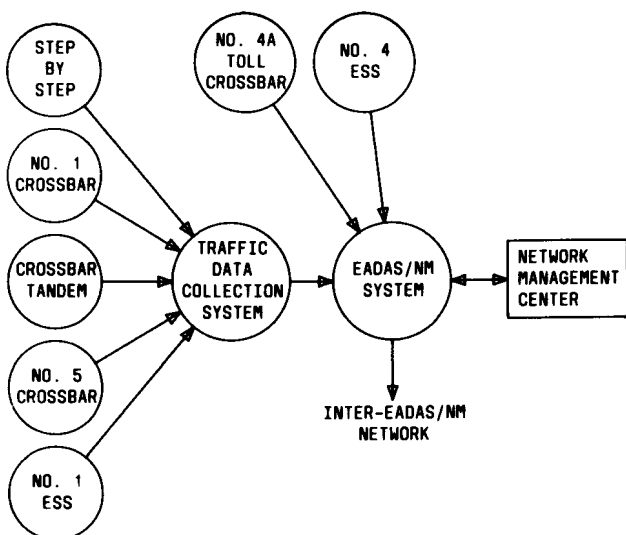 STEP
BY
STEP
NO. 4A
TOLL
CROSSBAR
NO. 4
ESS
NO. 1
CROSSBAR
CROSSBAR
TANDEM
TRAFFIC
DATA
COLLECTION
SYSTEM
EADAS/NM
SYSTEM
NETWORK
MANAGEMENT
CENTER
NO. 5
CROSSBAR
INTER-EADAS/NM
NETWORK
NO. 1
ESS